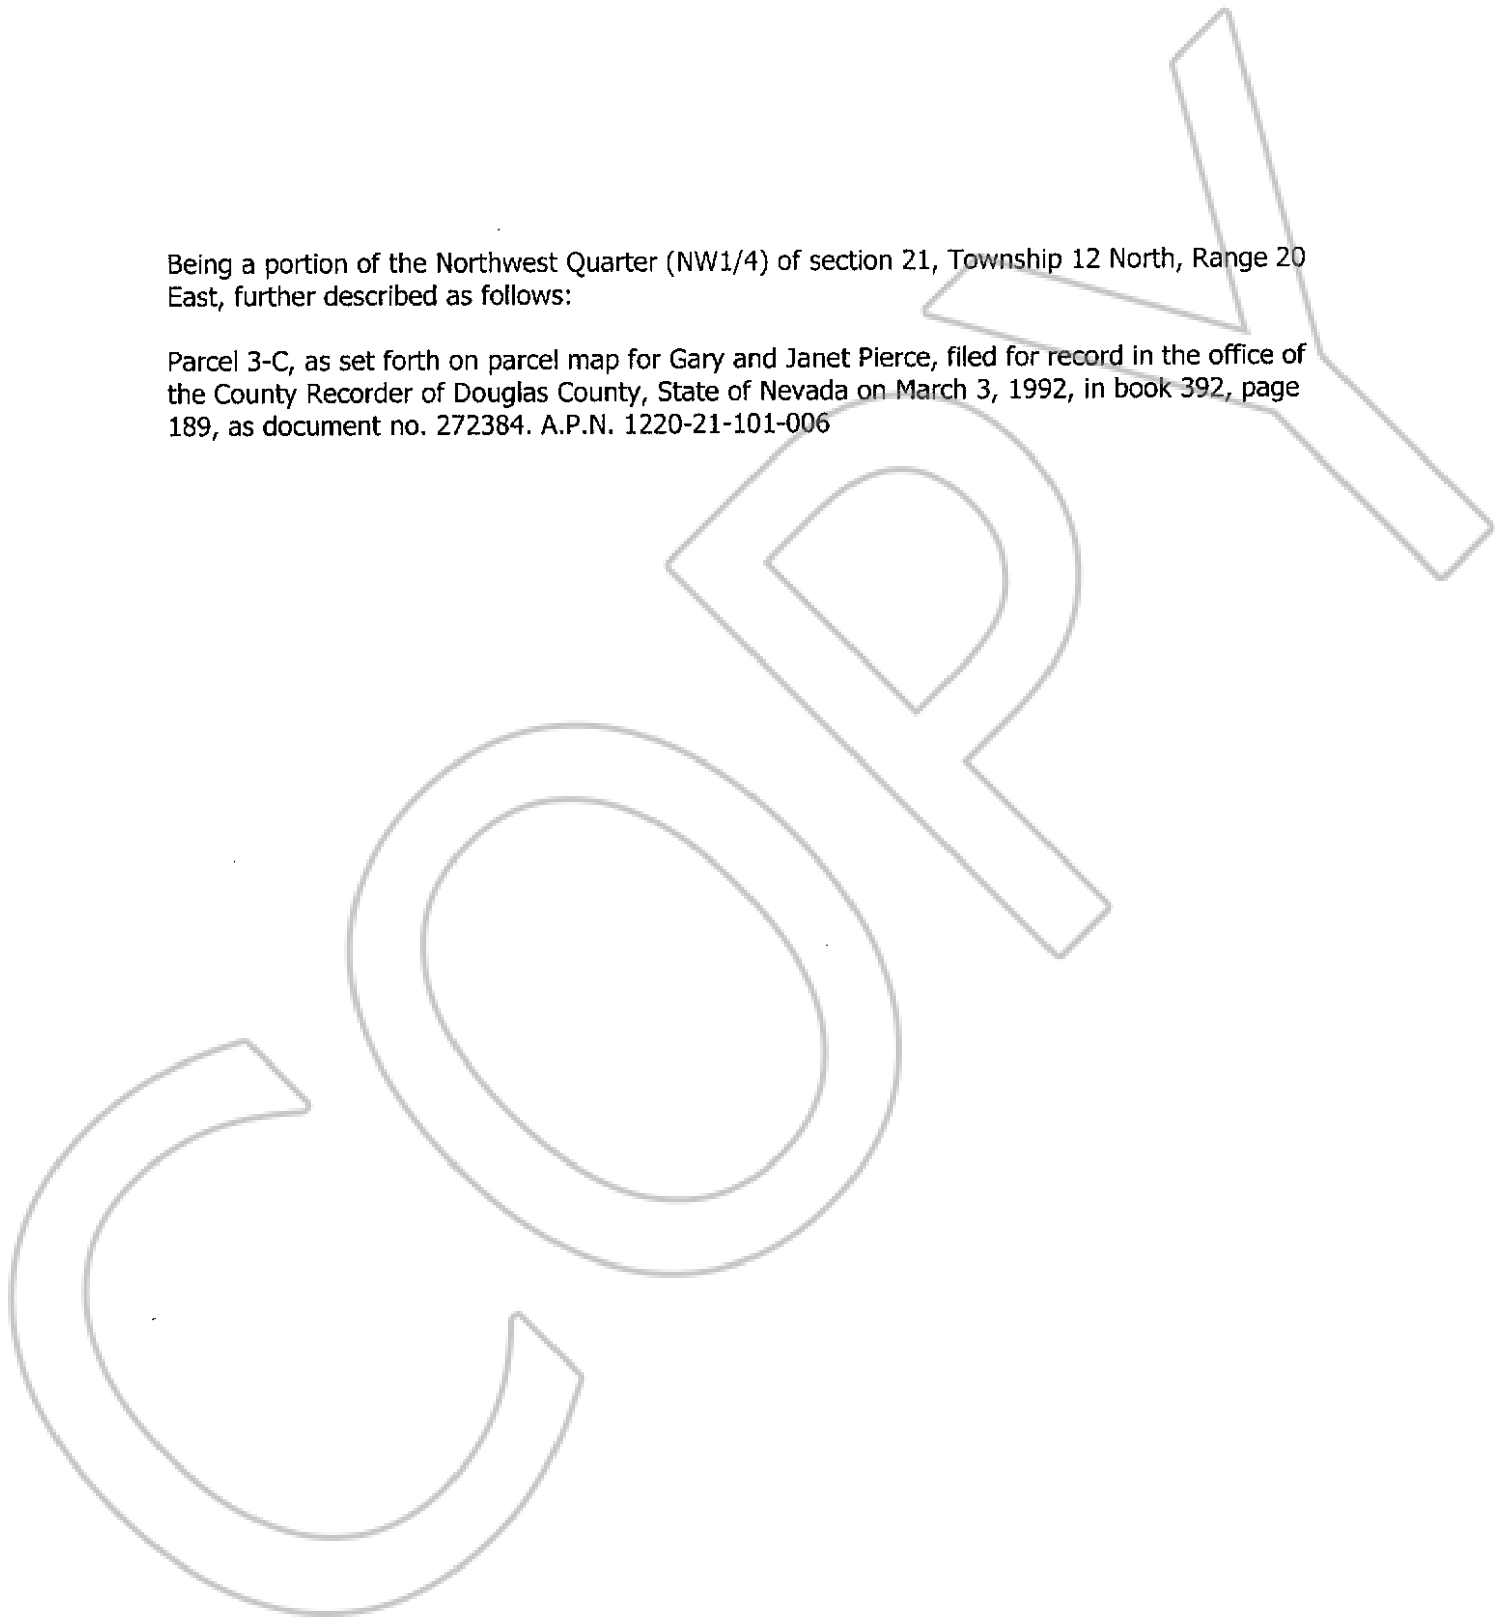 Being a portion of the Northwest Quarter (NW1/4) of section 21, Township 12 North, Range 20
East, further described as follows:
Parcel 3-C, as set forth on parcel map for Gary and Janet Pierce, filed for record in the office of
the County Recorder of Douglas County, State of Nevada on March 3, 1992, in book 392, page
189, as document no. 272384. A.P.N. 1220-21-101-006
COPY